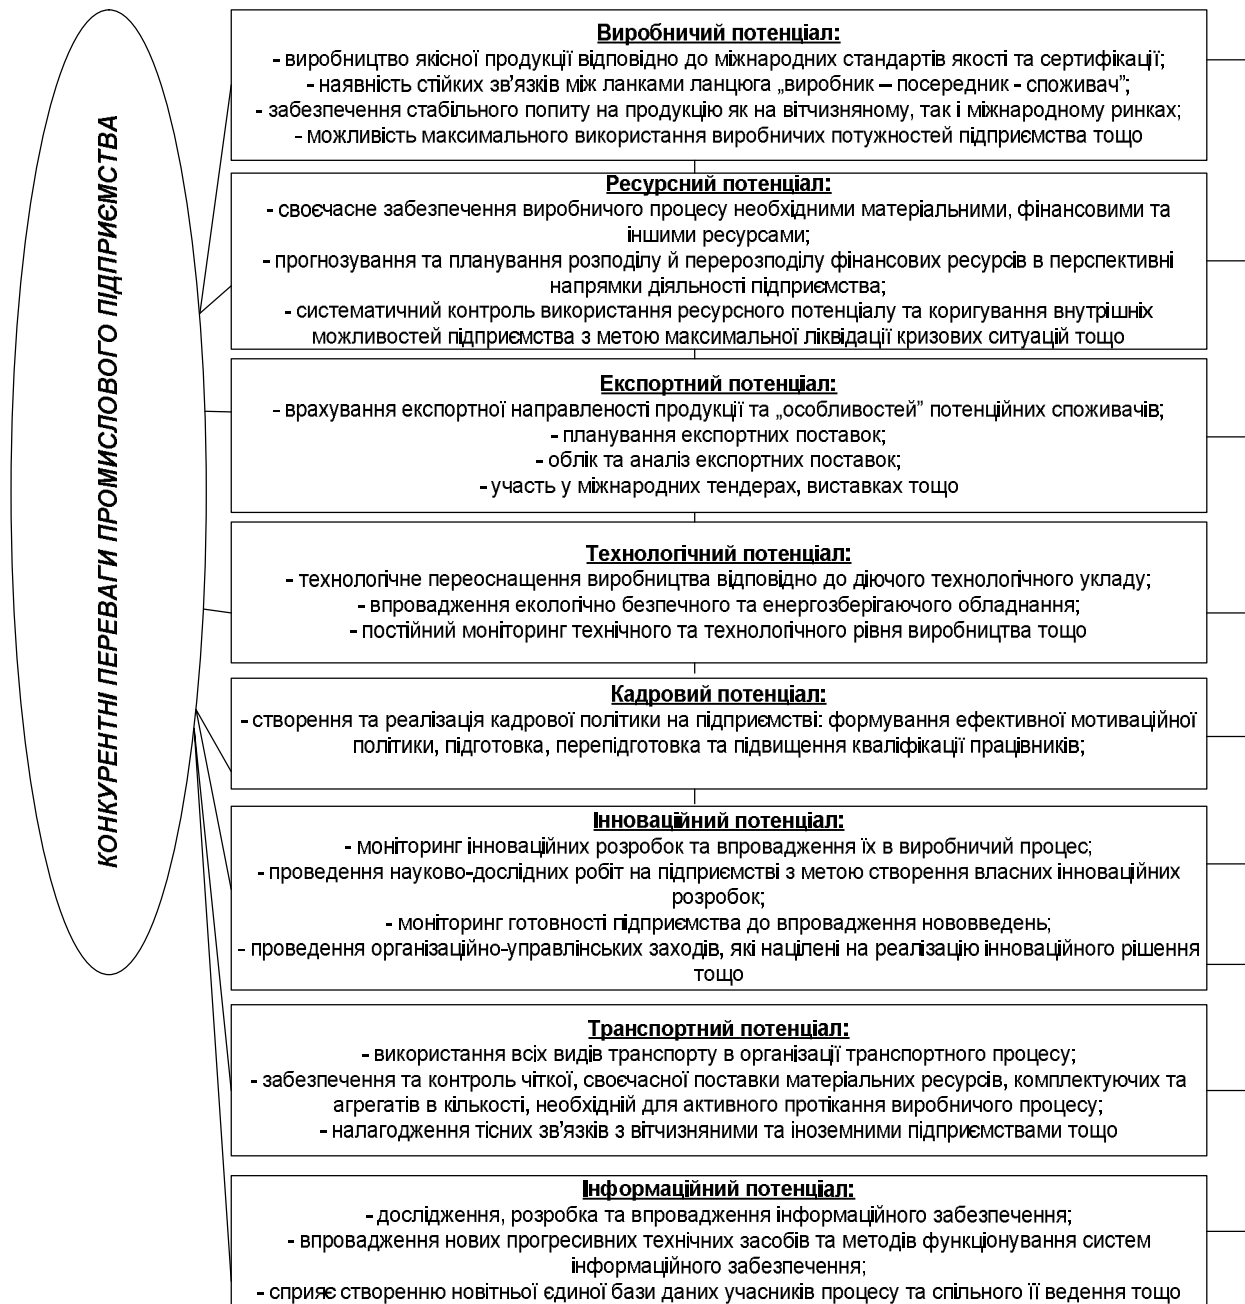 КОНКУРЕНТНІ ПЕРЕВАГИ ПРОМИСЛОВОГО ПІДПРИЄМСТВА
Виробничий потенціал:
- виробництво якісної продукції відповідно до міжнародних стандартів якості та сертифікації;
- наявність стійких зв'язків між ланками ланцюга „виробник – посередник - споживач”;
- забезпечення стабільного попиту на продукцію як на вітчизняному, так і міжнародному ринках;
- можливість максимального використання виробничих потужностей підприємства тощо
Ресурсний потенціал:
- своєчасне забезпечення виробничого процесу необхідними матеріальними, фінансовими та
іншими ресурсами;
- прогнозування та планування розподілу й перерозподілу фінансових ресурсів в перспективні
напрямки діяльності підприємства;
- систематичний контроль використання ресурсного потенціалу та коригування внутрішніх
можливостей підприємства з метою максимальної ліквідації кризових ситуацій тощо
Експортний потенціал:
- врахування експортної направленості продукції та „особливостей” потенційних споживачів;
- планування експортних поставок;
- облік та аналіз експортних поставок;
- участь у міжнародних тендерах, виставках тощо
Технологічний потенціал:
- технологічне переоснащення виробництва відповідно до діючого технологічного укладу;
- впровадження екологічно безпечного та енергозберігаючого обладнання;
- постійний моніторинг технічного та технологічного рівня виробництва тощо
Кадровий потенціал:
- створення та реалізація кадрової політики на підприємстві: формування ефективної мотиваційної
політики, підготовка, перепідготовка та підвищення кваліфікації працівників;
Інноваційний потенціал:
- моніторинг інноваційних розробок та впровадження їх в виробничий процес;
- проведення науково-дослідних робіт на підприємстві з метою створення власних інноваційних
розробок;
- моніторинг готовності підприємства до впровадження нововведень;
- проведення організаційно-управлінських заходів, які націлені на реалізацію інноваційного рішення
тощо
Транспортний потенціал:
- використання всіх видів транспорту в організації транспортного процесу;
- забезпечення та контроль чіткої, своєчасної поставки матеріальних ресурсів, комплектуючих та
агрегатів в кількості, необхідній для активного протікання виробничого процесу;
- налагодження тісних зв'язків з вітчизняними та іноземними підприємствами тощо
Інформаційний потенціал:
- дослідження, розробка та впровадження інформаційного забезпечення;
- впровадження нових прогресивних технічних засобів та методів функціонування систем
інформаційного забезпечення;
- сприяє створенню новітньої єдиної бази даних учасників процесу та спільного її ведення тощо